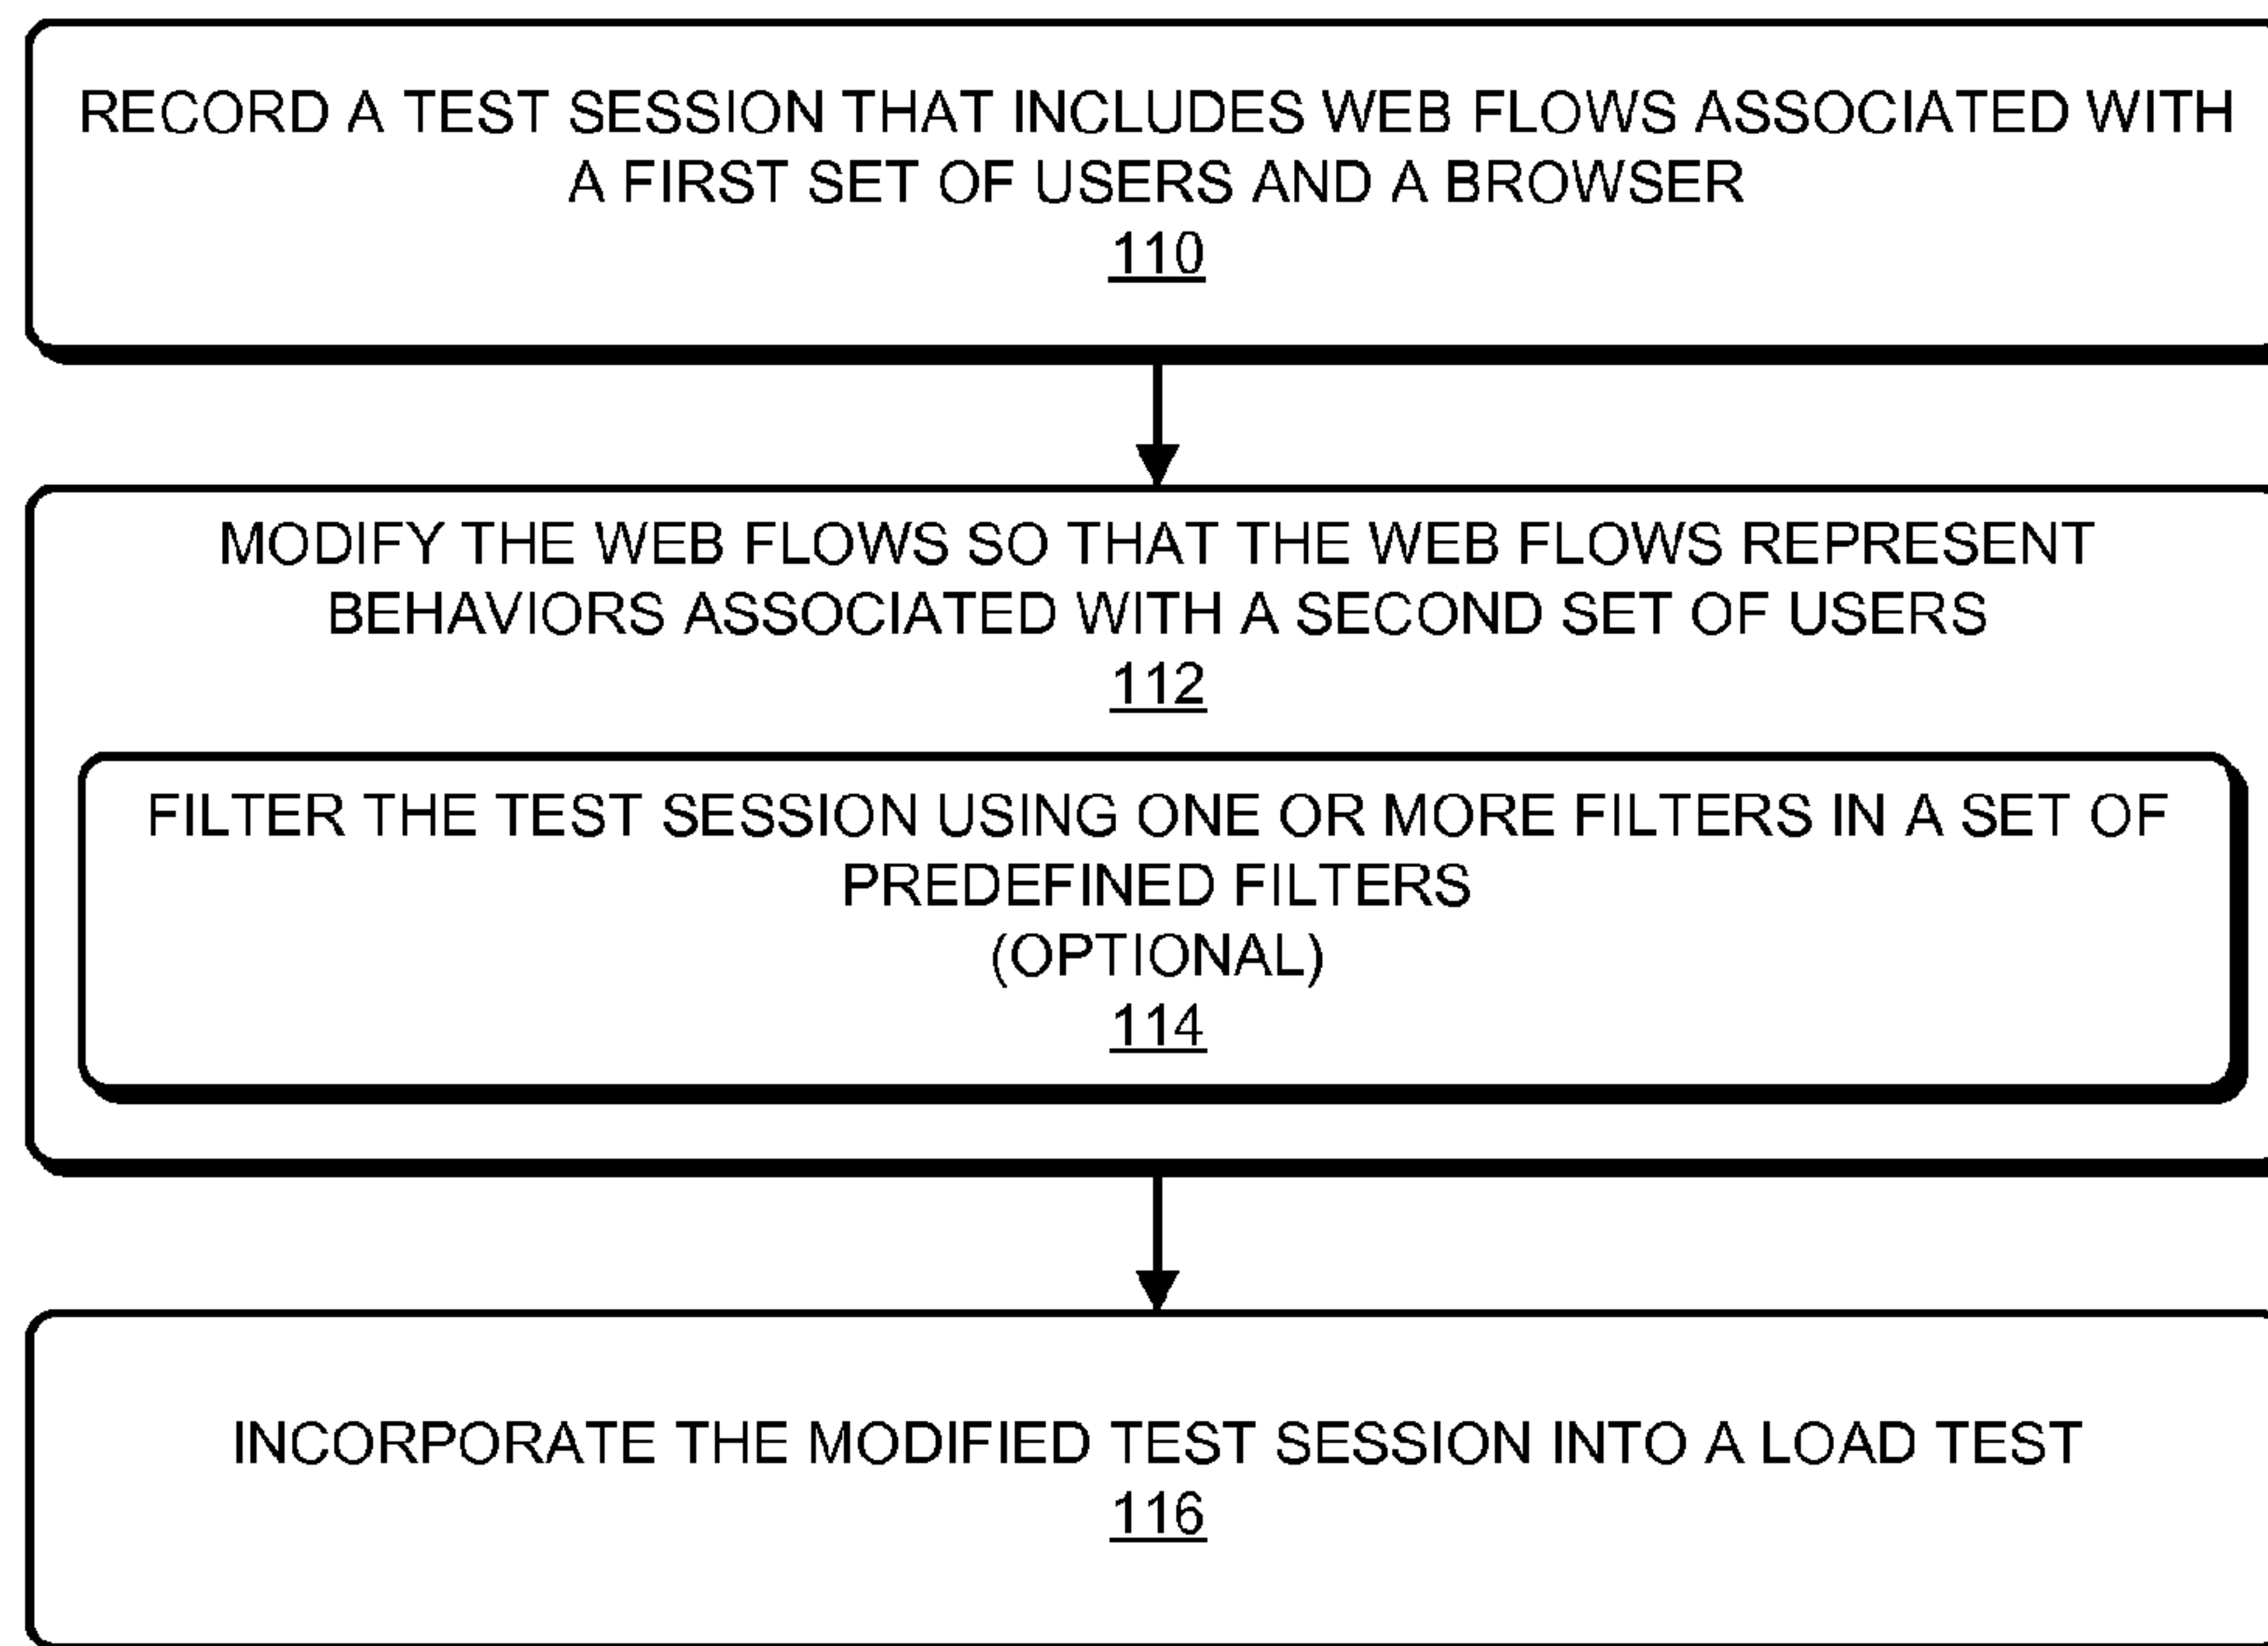 RECORD A TEST SESSION THAT INCLUDES WEB FLOWS ASSOCIATED WITH
A FIRST SET OF USERS AND A BROWSER
110
MODIFY THE WEB FLOWS SO THAT THE WEB FLOWS REPRESENT
BEHAVIORS ASSOCIATED WITH A SECOND SET OF USERS
112
FILTER THE TEST SESSION USING ONE OR MORE FILTERS IN A SET OF
PREDEFINED FILTERS
(OPTIONAL)
114
INCORPORATE THE MODIFIED TEST SESSION INTO A LOAD TEST
116